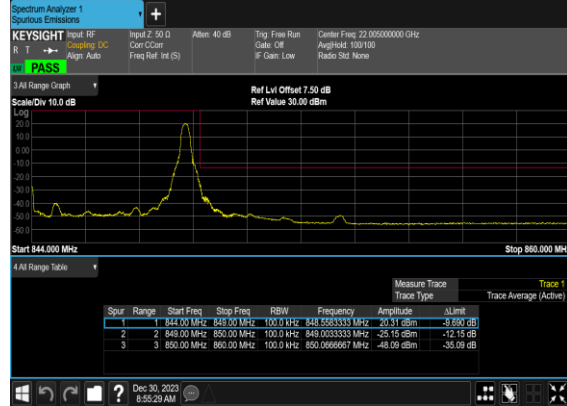 Spectrum Analyzer 1
Spurious Emissions
+
KEYSIGHT Input: RF Input Z: 50 Ω Atten: 40 dB Trig: Free Run Center Freq: 22.005000000 GHz
R T Coupling: DC Corr CCorr Gate: Off Avg|Hold: 100/100
Align: Auto Freq Ref: Int (S) IF Gain: Low Radio Std: None
PASS
3 All Range Graph
Ref Lvl Offset 7.50 dB
Scale/Div 10.0 dB Ref Value 30.00 dBm
Log
20.0
10.0
0.00
-10.0
-20.0
-30.0
-40.0
-50.0
-60.0
Start 844.000 MHz Stop 860.000 MH
4 All Range Table
Measure Trace Trace 1
Trace Type Trace Average (Active)
Spur Range Start Freq Stop Freq RBW Frequency Amplitude ΔLimit
1 1 844.00 MHz 849.00 MHz 100.0 kHz 848.5583333 MHz 20.31 dBm -9.690 dB
2 2 849.00 MHz 850.00 MHz 100.0 kHz 849.0033333 MHz -25.15 dBm -12.15 dB
3 3 850.00 MHz 860.00 MHz 100.0 kHz 850.0666667 MHz -48.09 dBm -35.09 dB
? Dec 30, 2023
8:55:29 AM